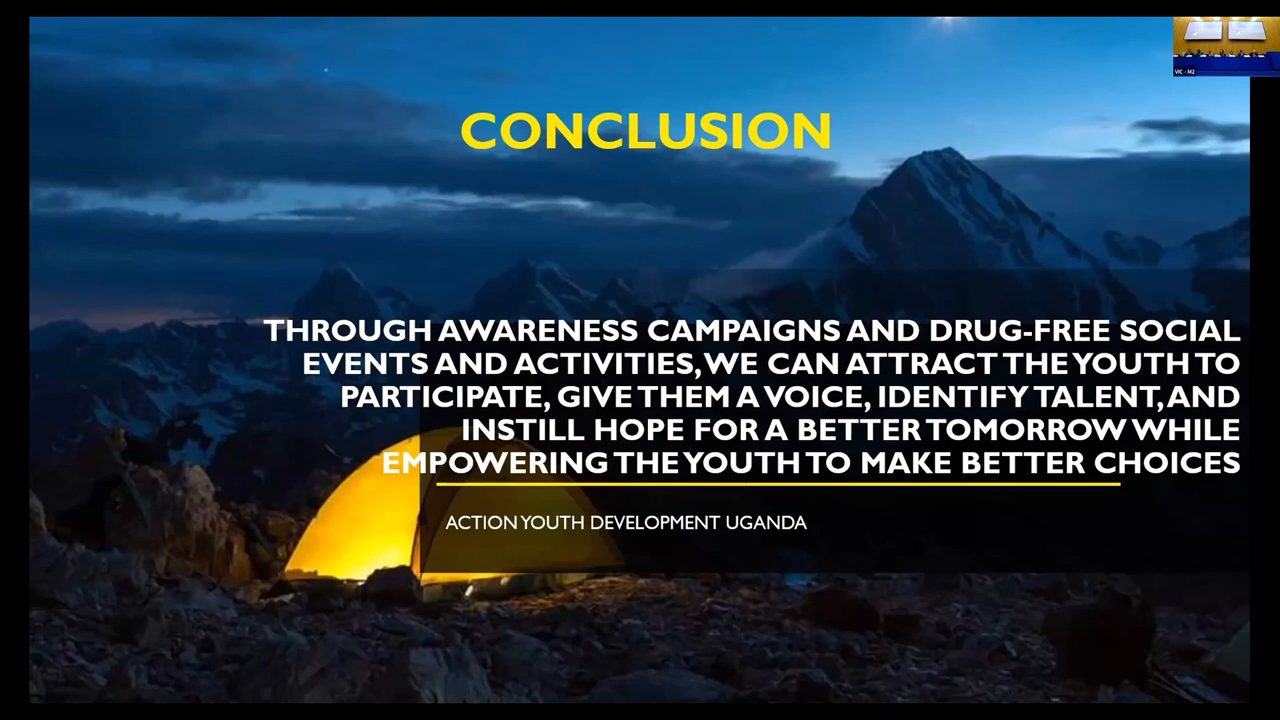 VIC - M2
CONCLUSION
THROUGH AWARENESS CAMPAIGNS AND DRUG-FREE SOCIAL
EVENTS AND ACTIVITIES, WE CAN ATTRACT THE YOUTH TO
PARTICIPATE, GIVE THEM A VOICE, IDENTIFY TALENT, AND
INSTILL HOPE FOR A BETTER TOMORROW WHILE
EMPOWERING THE YOUTH TO MAKE BETTER CHOICES
ACTION YOUTH DEVELOPMENT UGANDA